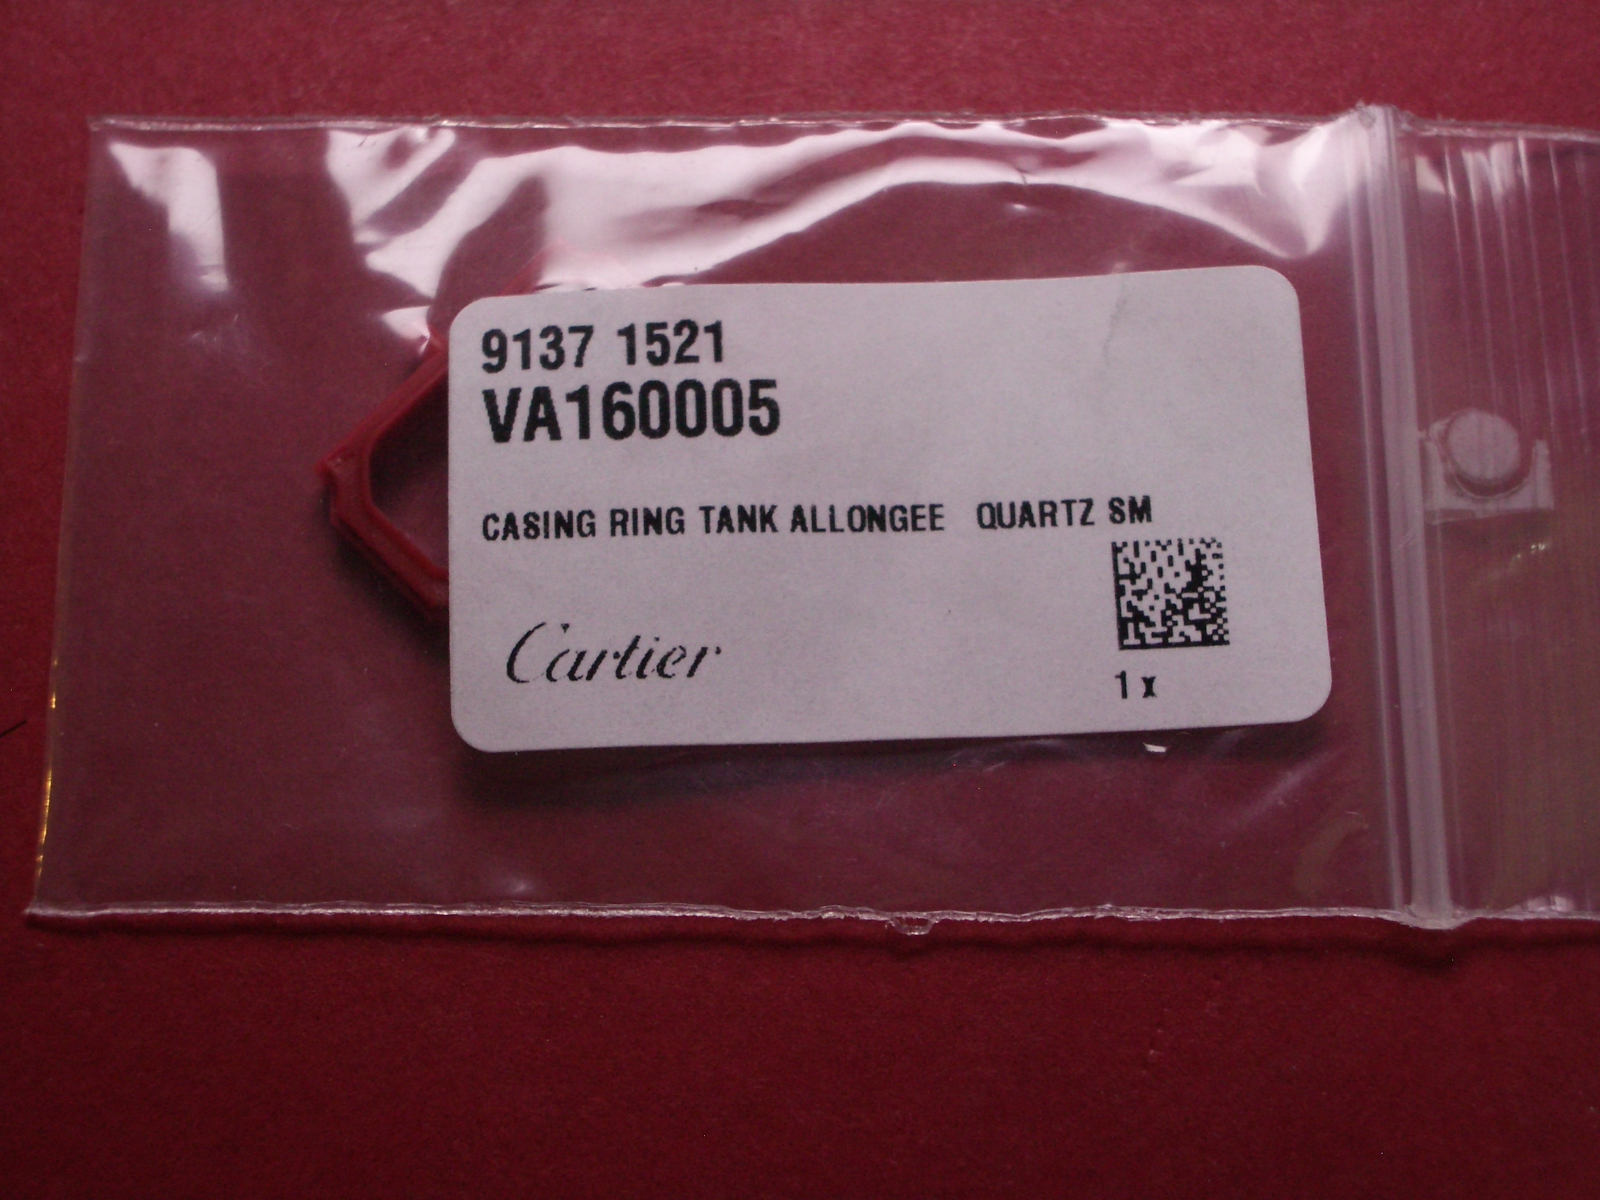 9137 1521
VA160005
CASING RING TANK ALLONGEE QUARTZ SM
Cartier
1 x